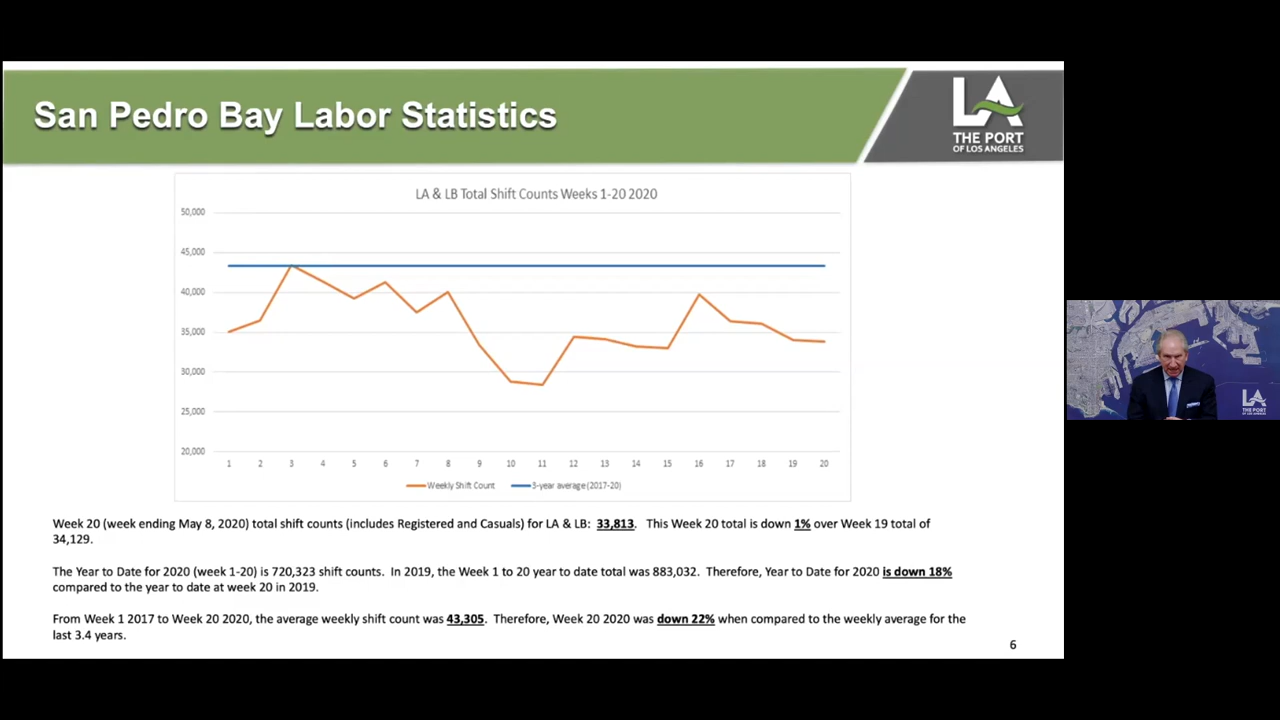 San Pedro Bay Labor Statistics
LA
THE PORT
OF LOS ANGELES
LA & LB Total Shift Counts Weeks 1-20 2020
50,000
45,000
40,000
35,000
30,000
25,000
20,000
1 2 3 4 5 6 7 8 9 10 11 12 13 14 15 16 17 18 19 20
Weekly Shift Count 3-year average (2017-20)
Week 20 (week ending May 8, 2020) total shift counts (includes Registered and Casuals) for LA & LB: 33,813. This Week 20 total is down 1% over Week 19 total of
34,129.
The Year to Date for 2020 (week 1-20) is 720,323 shift counts. In 2019, the Week 1 to 20 year to date total was 883,032. Therefore, Year to Date for 2020 is down 18%
compared to the year to date at week 20 in 2019.
From Week 1 2017 to Week 20 2020, the average weekly shift count was 43,305. Therefore, Week 20 2020 was down 22% when compared to the weekly average for the
last 3.4 years.
6
LA
THE PORT
OF LOS ANGELES